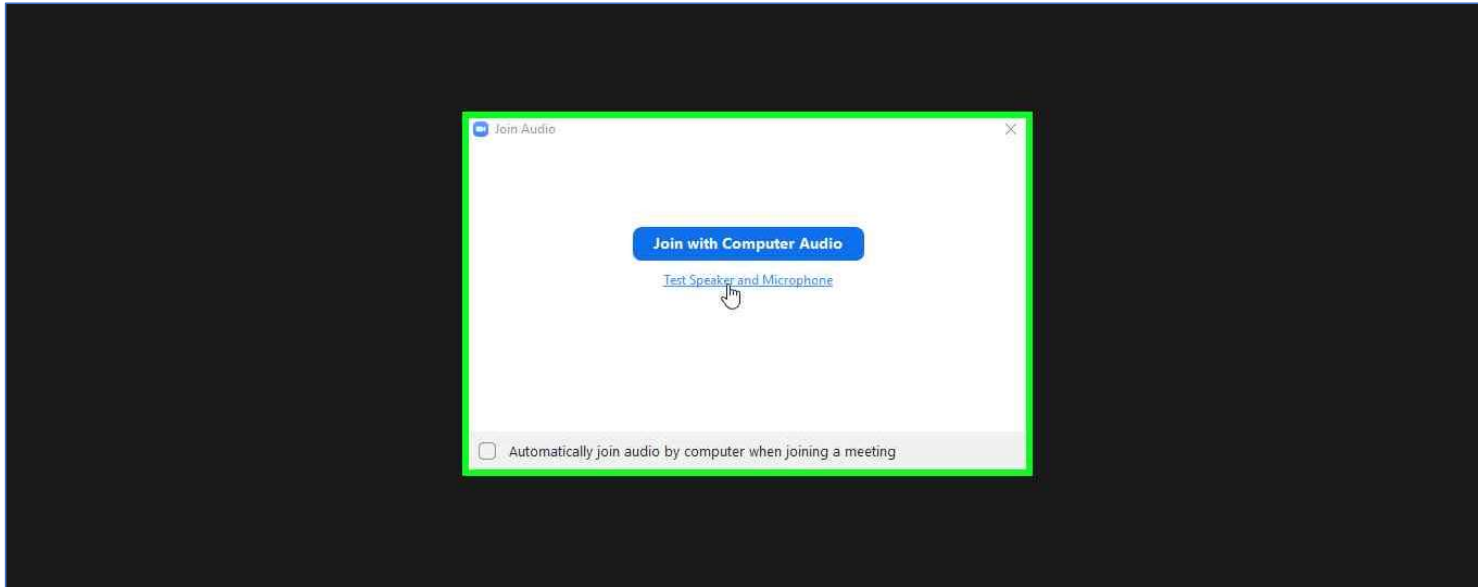 Join Audio
Join with Computer Audio
Test Speaker and Microphone
Automatically join audio by computer when joining a meeting